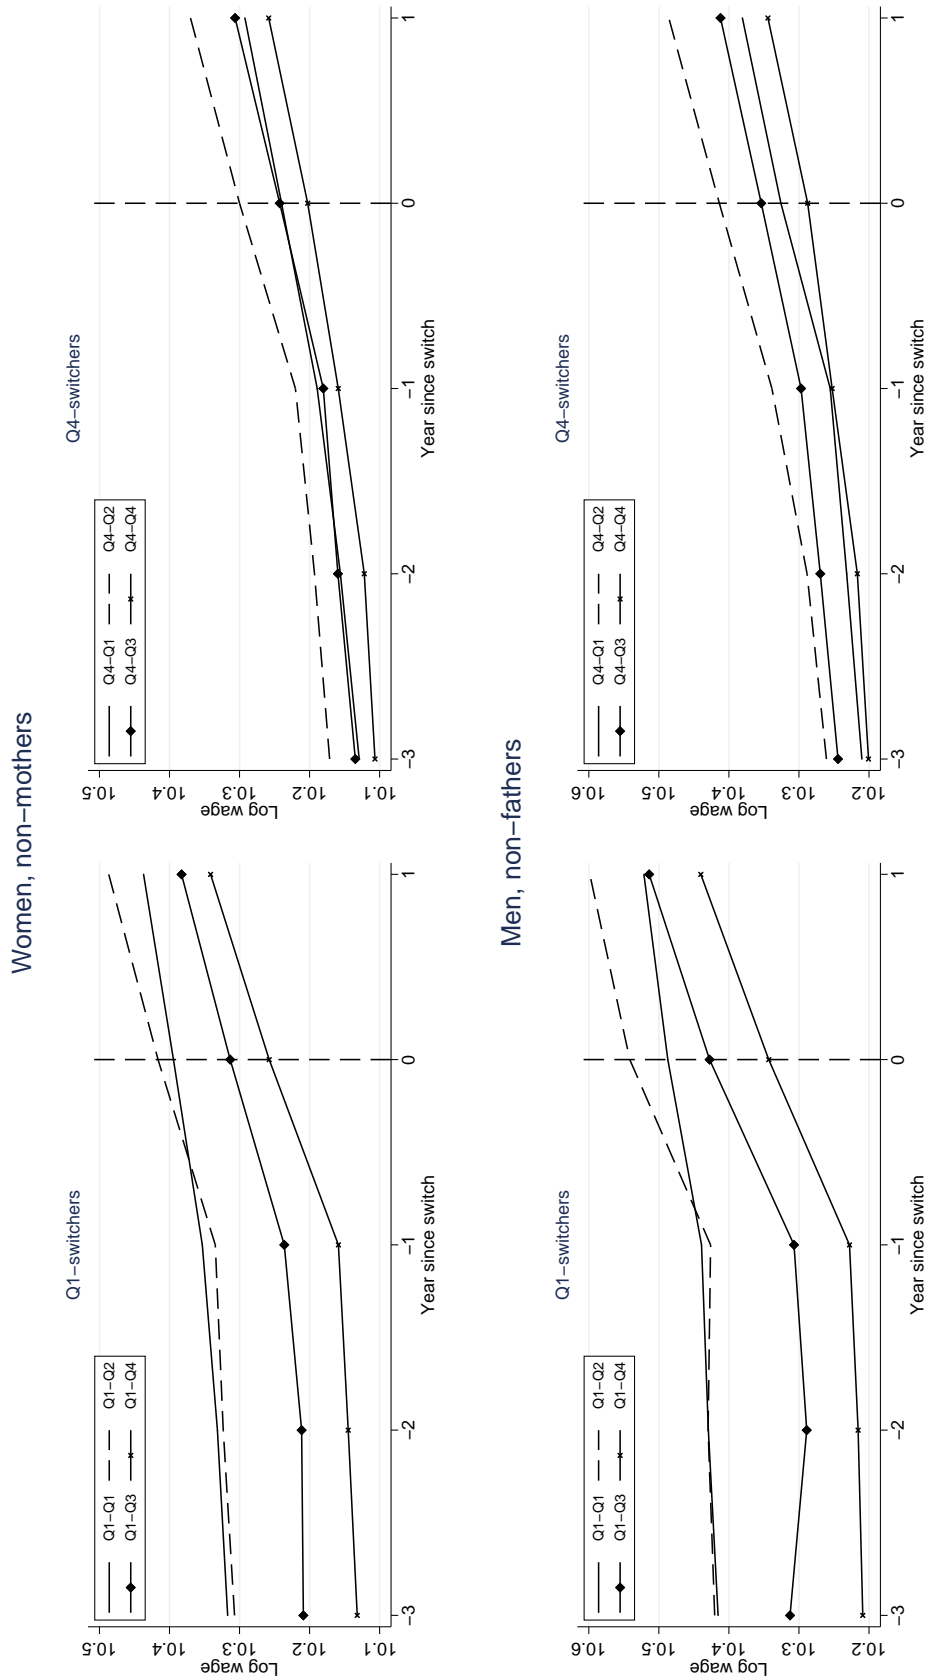 Women, non−mothers
Q1−switchers
Log wage
10.1 10.2 10.3 10.4 10.5
Q1−Q1 Q1−Q2
Q1−Q3 Q1−Q4
−3 −2 −1 0 1
Year since switch
Q4−switchers
Log wage
10.1 10.2 10.3 10.4 10.5
Q4−Q1 Q4−Q2
Q4−Q3 Q4−Q4
−3 −2 −1 0 1
Year since switch
Men, non−fathers
Q1−switchers
Log wage
10.2 10.3 10.4 10.5 10.6
Q1−Q1 Q1−Q2
Q1−Q3 Q1−Q4
−3 −2 −1 0 1
Year since switch
Q4−switchers
Log wage
10.2 10.3 10.4 10.5 10.6
Q4−Q1 Q4−Q2
Q4−Q3 Q4−Q4
−3 −2 −1 0 1
Year since switch